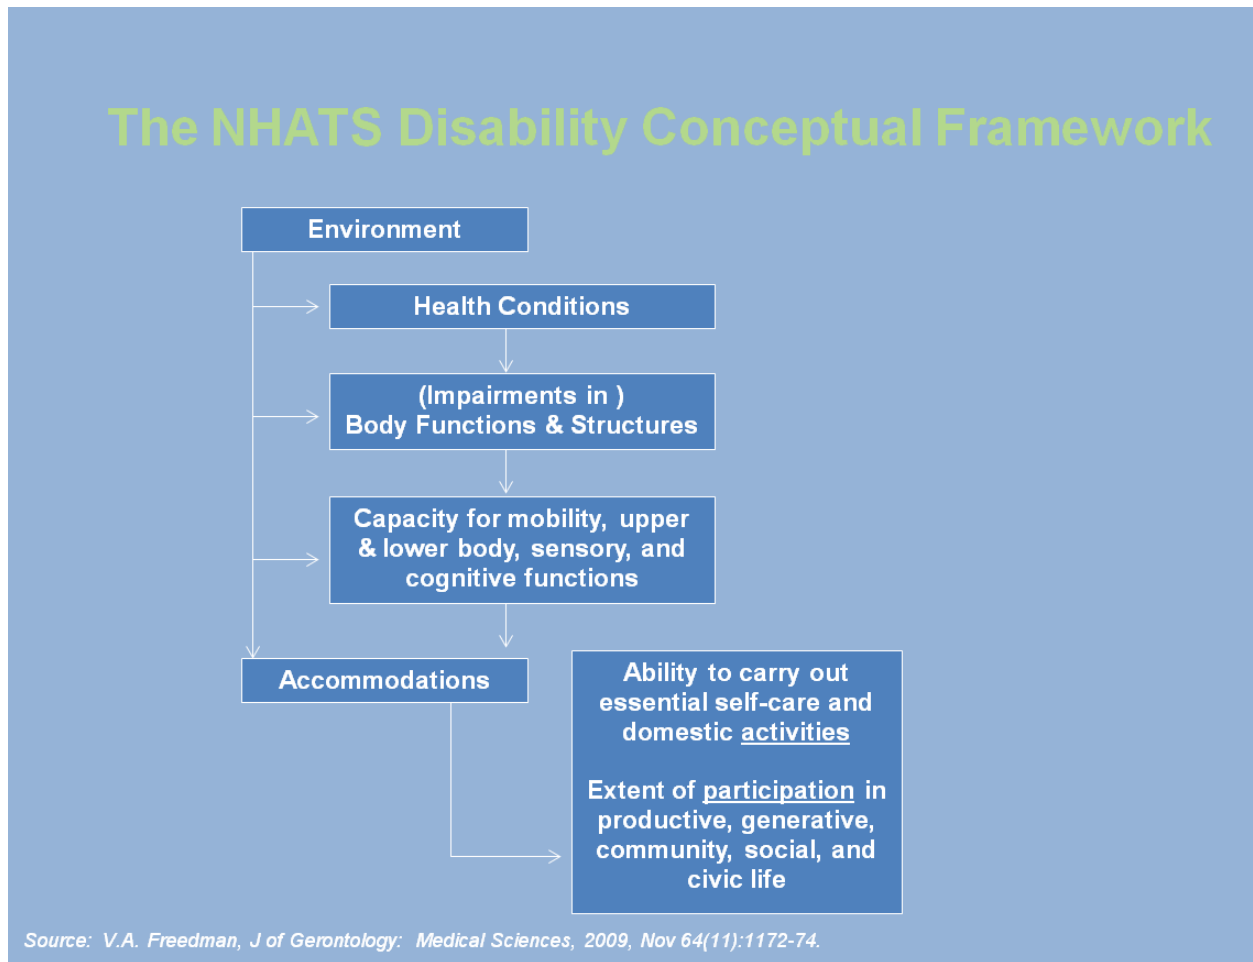 The NHATS Disability Conceptual Framework
Environment
Health Conditions
(Impairments in )
Body Functions & Structures
Capacity for mobility, upper
& lower body, sensory, and
cognitive functions
Accommodations
Ability to carry out
essential self-care and
domestic activities
Extent of participation in
productive, generative,
community, social, and
civic life
Source:  V.A. Freedman, J of Gerontology:  Medical Sciences, 2009, Nov 64(11):1172-74.